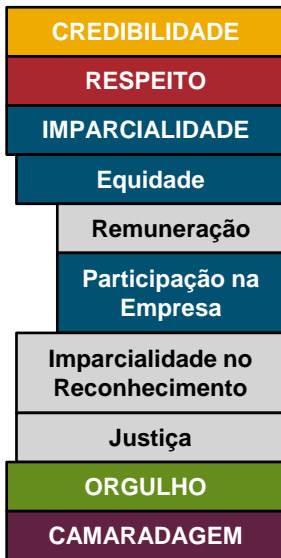 CREDIBILIDADE
RESPEITO
IMPARCIALIDADE
Equidade
Remuneração
Participação na
Empresa
Imparcialidade no
Reconhecimento
Justiça
ORGULHO
CAMARADAGEM